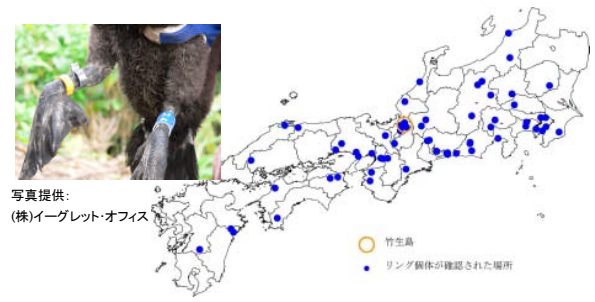 写真提供:
(株)イーグレット・オフィス
竹生島
リング個体が確認された場所